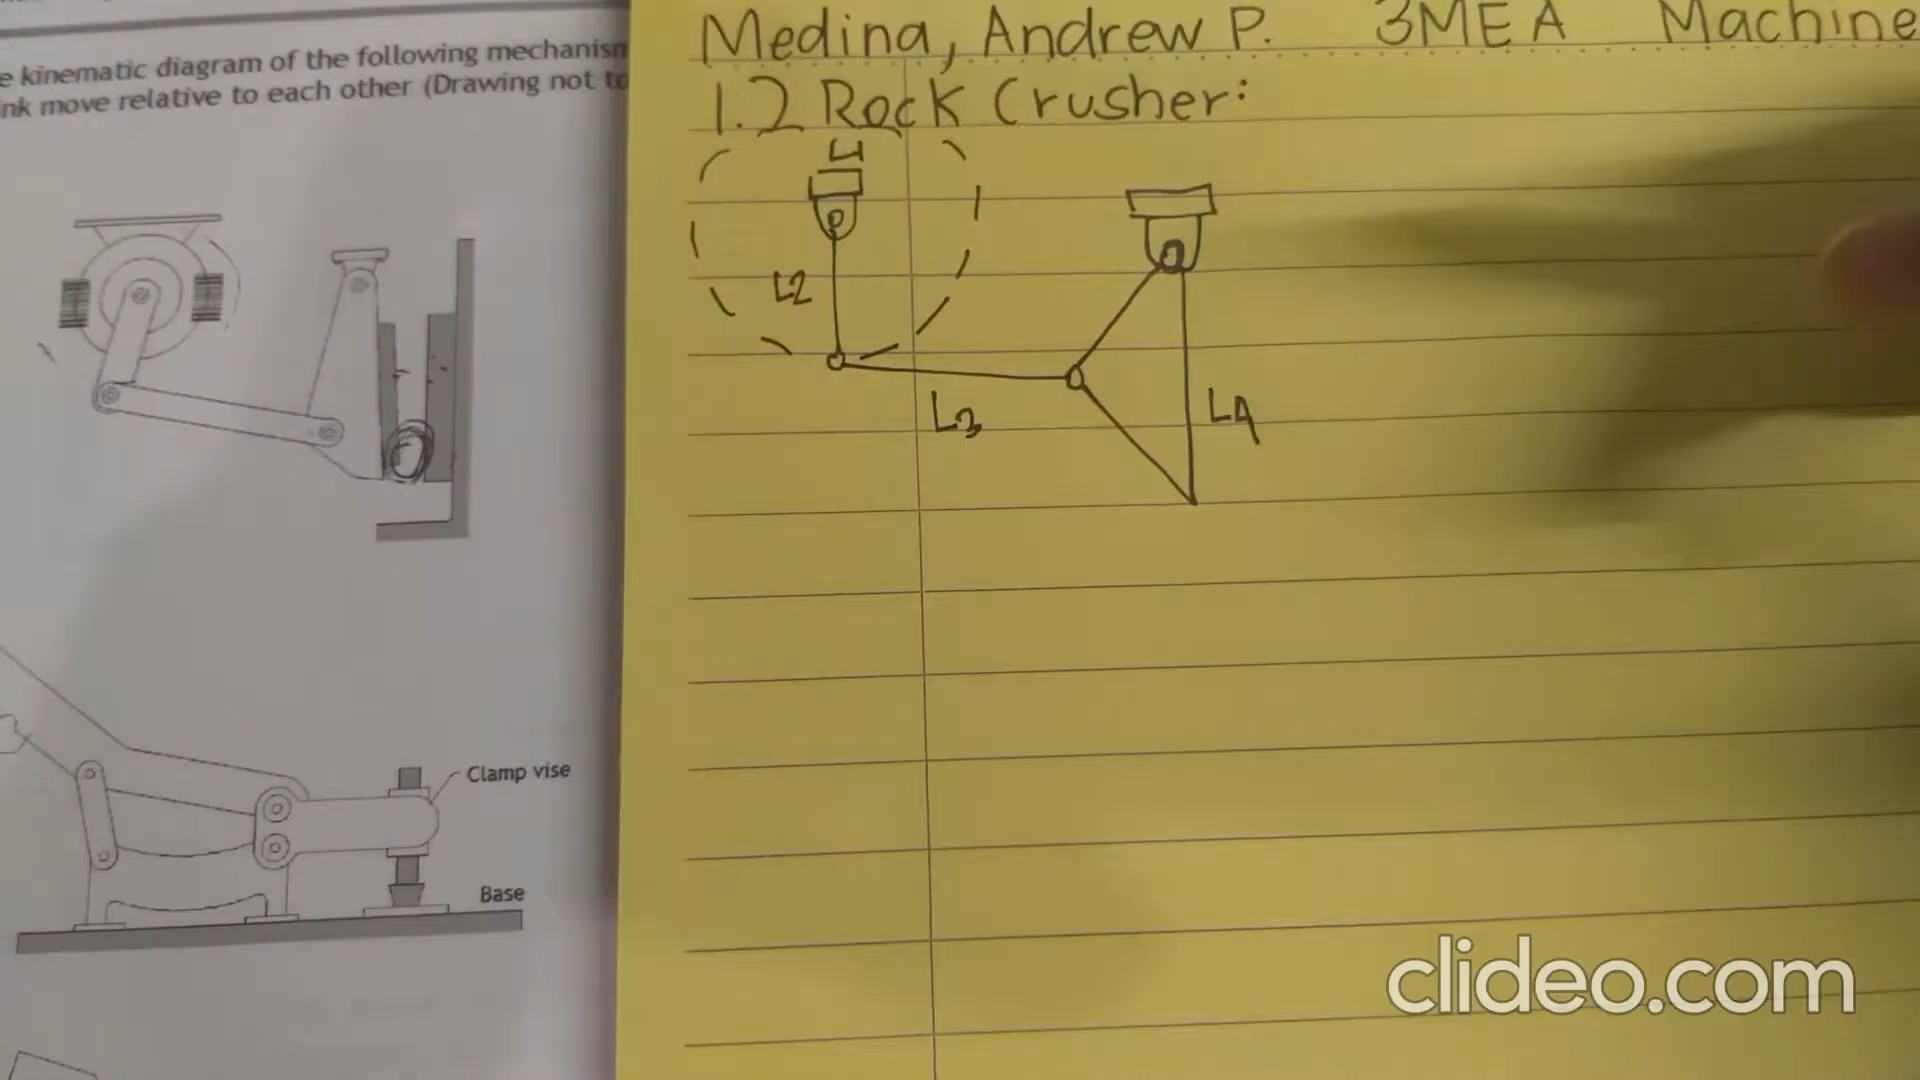 e kinematic diagram of the following mechanism
ink move relative to each other (Drawing not to
Clamp vise
Base
Medina, Andrew P. 3MEA Machine
1.2 Rock Crusher:
L1
L2
L3
L4
clideo.com